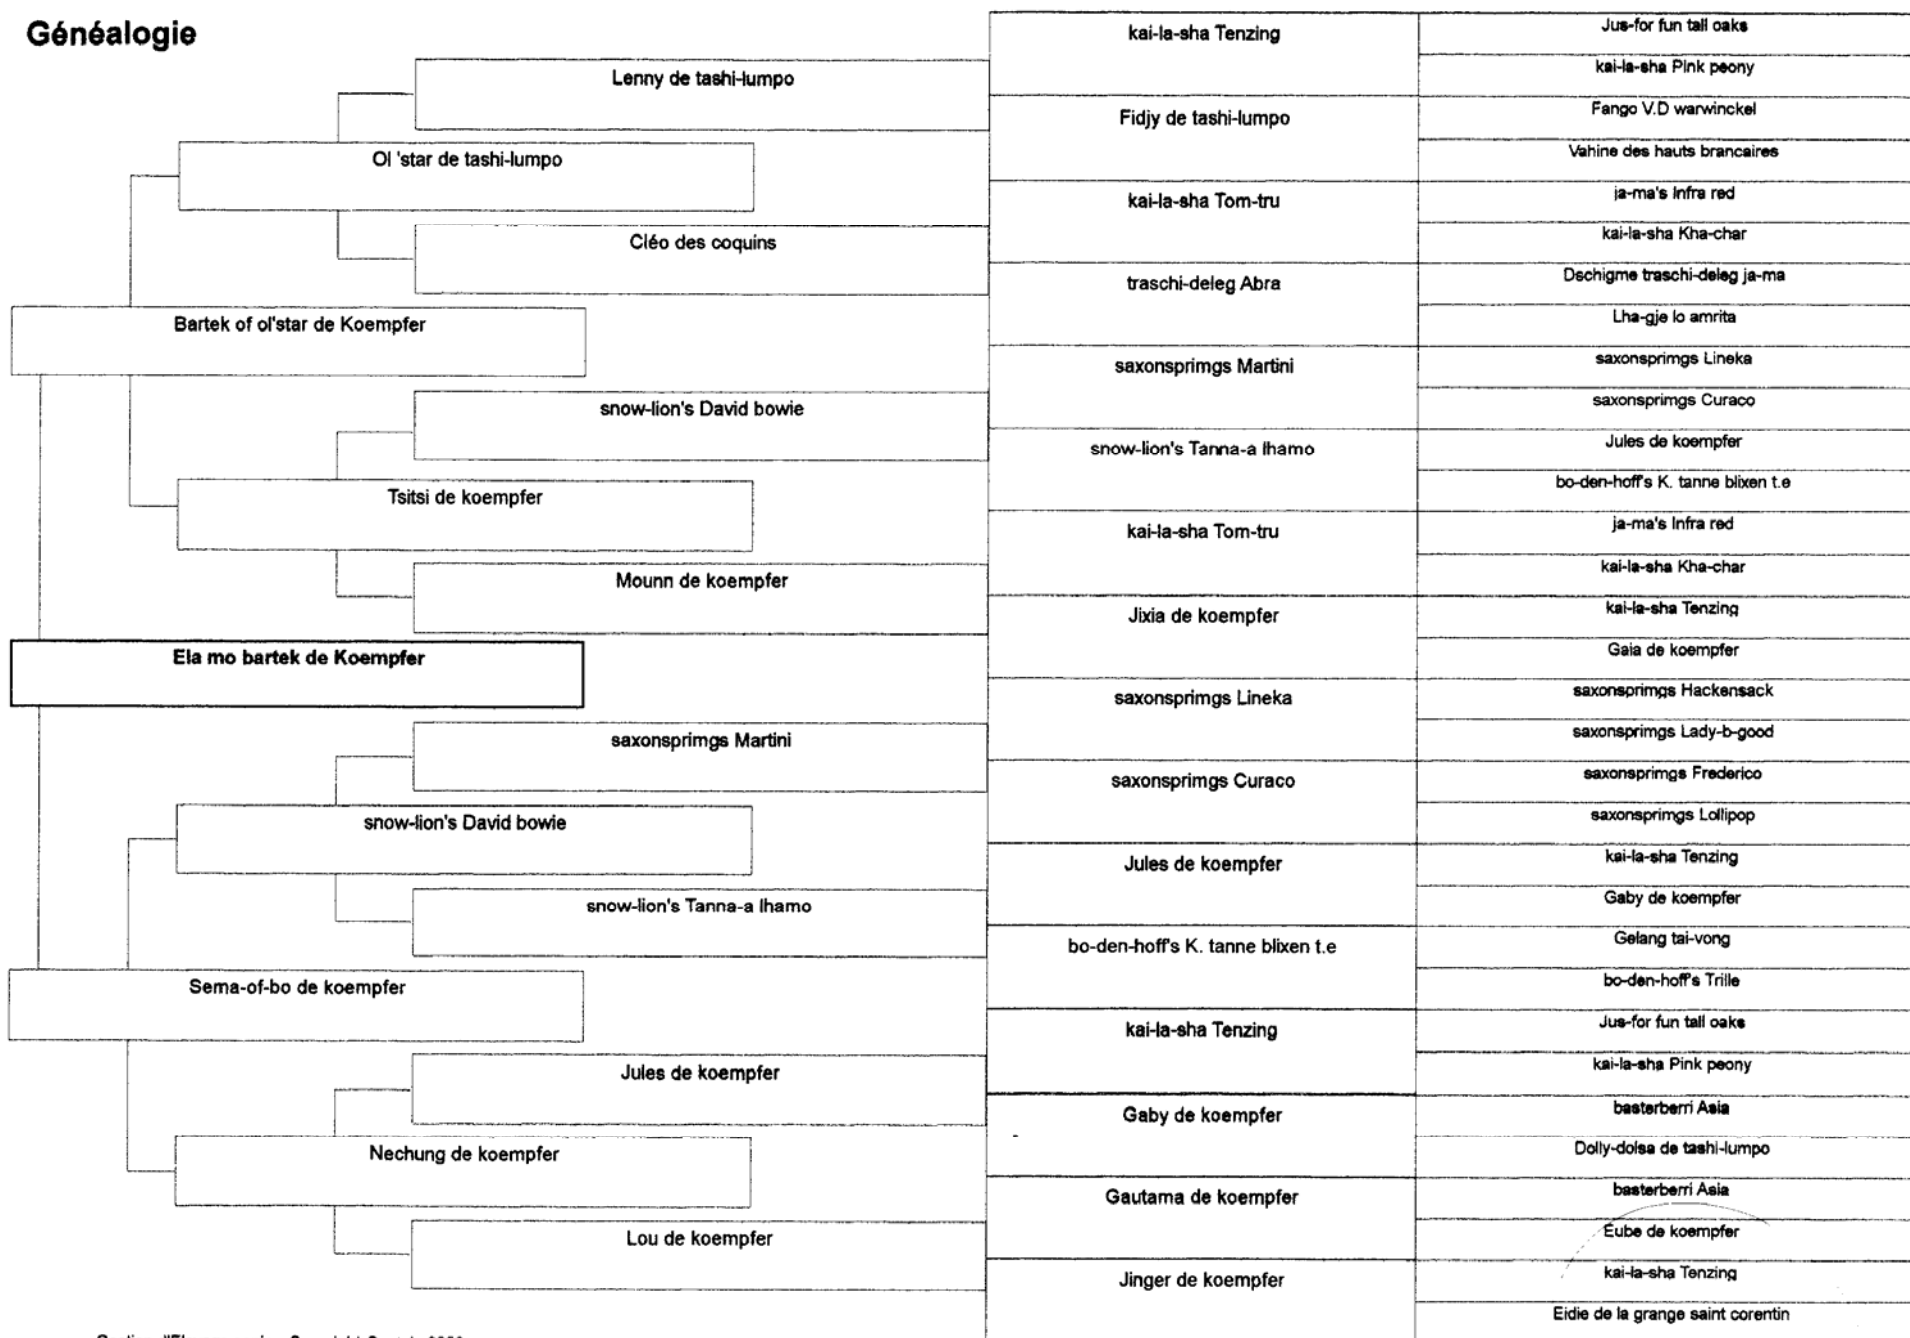 Généalogie
Lenny de tashi-lumpo
Ol 'star de tashi-lumpo
Cléo des coquins
Bartek of ol'star de Koempfer
snow-lion's David bowie
Tsitsi de koempfer
Mounn de koempfer
Ela mo bartek de Koempfer
saxonsprimgs Martini
snow-lion's David bowie
snow-lion's Tanna-a lhamo
Sema-of-bo de koempfer
Jules de koempfer
Nechung de koempfer
Lou de koempfer
kai-la-sha Tenzing
Fidjy de tashi-lumpo
kai-la-sha Tom-tru
traschi-deleg Abra
saxonsprimgs Martini
snow-lion's Tanna-a lhamo
kai-la-sha Tom-tru
Jixia de koempfer
saxonsprimgs Lineka
saxonsprimgs Curaco
Jules de koempfer
bo-den-hoff's K. tanne blixen t.e
kai-la-sha Tenzing
Gaby de koempfer
Gautama de koempfer
Jinger de koempfer
Jus-for fun tall oaks
kai-la-sha Pink peony
Fango V.D warwinckel
Vahine des hauts brancaires
ja-ma's Infra red
kai-la-sha Kha-char
Dschigme traschi-deleg ja-ma
Lha-gje lo amrita
saxonsprimgs Lineka
saxonsprimgs Curaco
Jules de koempfer
bo-den-hoff's K. tanne blixen t.e
ja-ma's Infra red
kai-la-sha Kha-char
kai-la-sha Tenzing
Gaia de koempfer
saxonsprimgs Hackensack
saxonsprimgs Lady-b-good
saxonsprimgs Frederico
saxonsprimgs Lollipop
kai-la-sha Tenzing
Gaby de koempfer
Gelang tai-vong
bo-den-hoff's Trille
Jus-for fun tall oaks
kai-la-sha Pink peony
basterberri Asia
Dolly-dolsa de tashi-lumpo
basterberri Asia
Eube de koempfer
kai-la-sha Tenzing
Eidie de la grange saint corentin